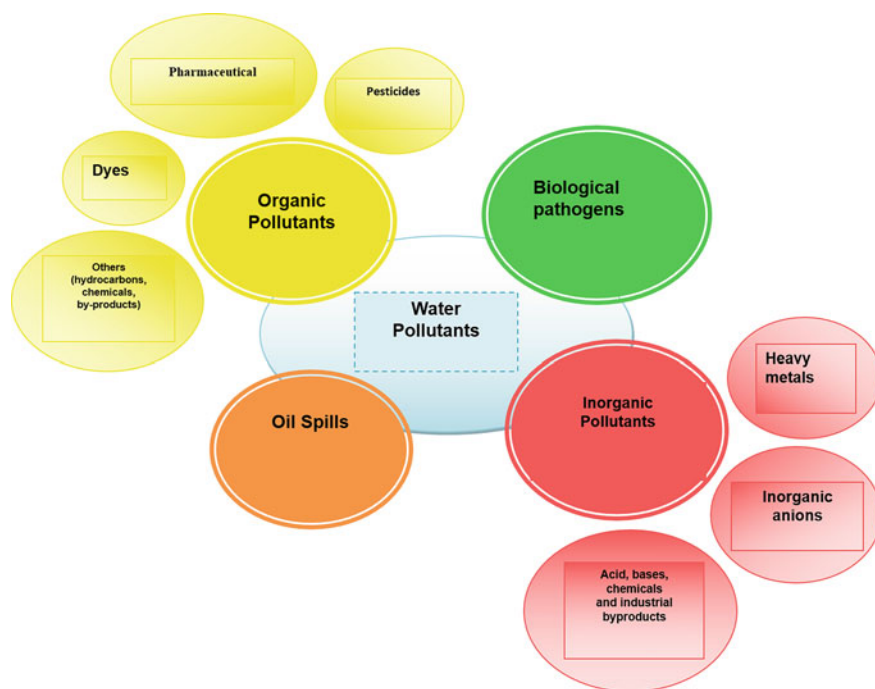 Pharmaceutical
Pesticides
Dyes
Organic
Pollutants
Biological
pathogens
Others
(hydrocarbons,
chemicals,
by-products)
Water
Pollutants
Oil Spills
Inorganic
Pollutants
Heavy
metals
Inorganic
anions
Acid, bases,
chemicals
and industrial
byproducts